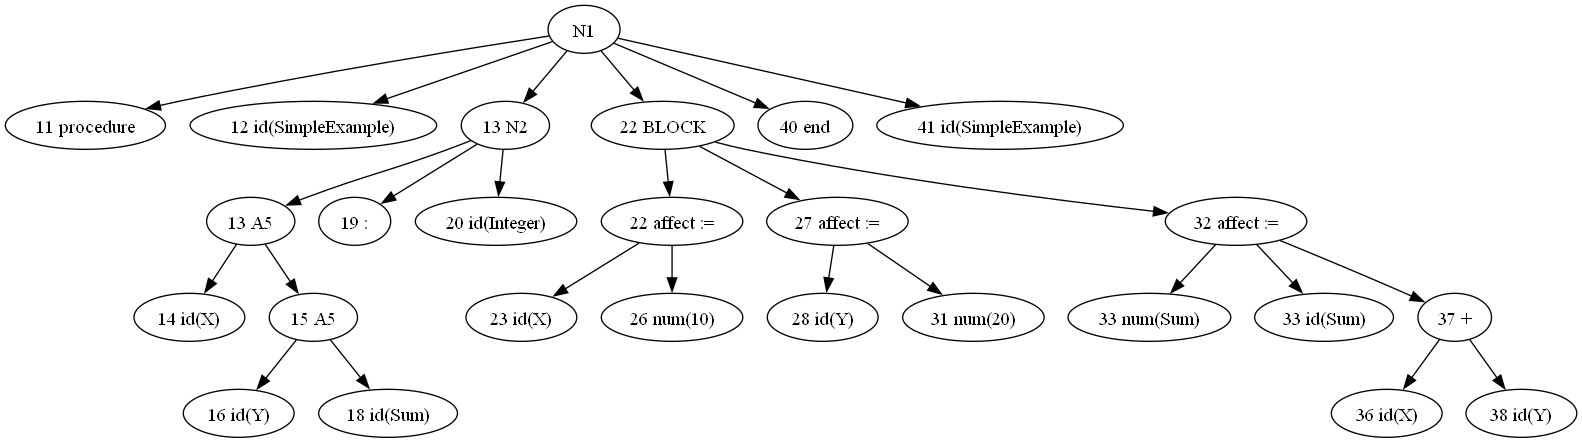 N1
11 procedure
12 id(SimpleExample)
13 N2
22 BLOCK
40 end
41 id(SimpleExample)
13 A5
19 :
20 id(Integer)
22 affect :=
27 affect :=
32 affect :=
14 id(X)
15 A5
23 id(X)
26 num(10)
28 id(Y)
31 num(20)
33 num(Sum)
33 id(Sum)
37 +
16 id(Y)
18 id(Sum)
36 id(X)
38 id(Y)